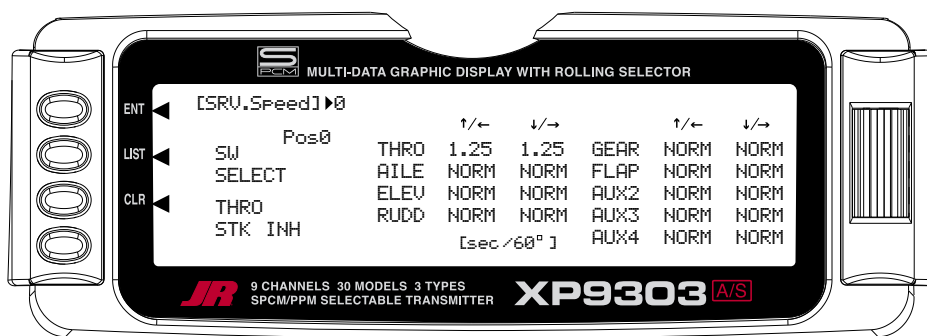 S
PCM MULTI-DATA GRAPHIC DISPLAY WITH ROLLING SELECTOR
ENT
LIST
CLR
[SRV.Speed]▶0
Pos0
SW
SELECT
THRO
STK INH
↑/← ↓/→ ↑/← ↓/→
THRO 1.25 1.25 GEAR NORM NORM
AILE NORM NORM FLAP NORM NORM
ELEV NORM NORM AUX2 NORM NORM
RUDD NORM NORM AUX3 NORM NORM
[sec/60°] AUX4 NORM NORM
JR 9 CHANNELS 30 MODELS 3 TYPES
SPCM/PPM SELECTABLE TRANSMITTER
XP9303 A/S